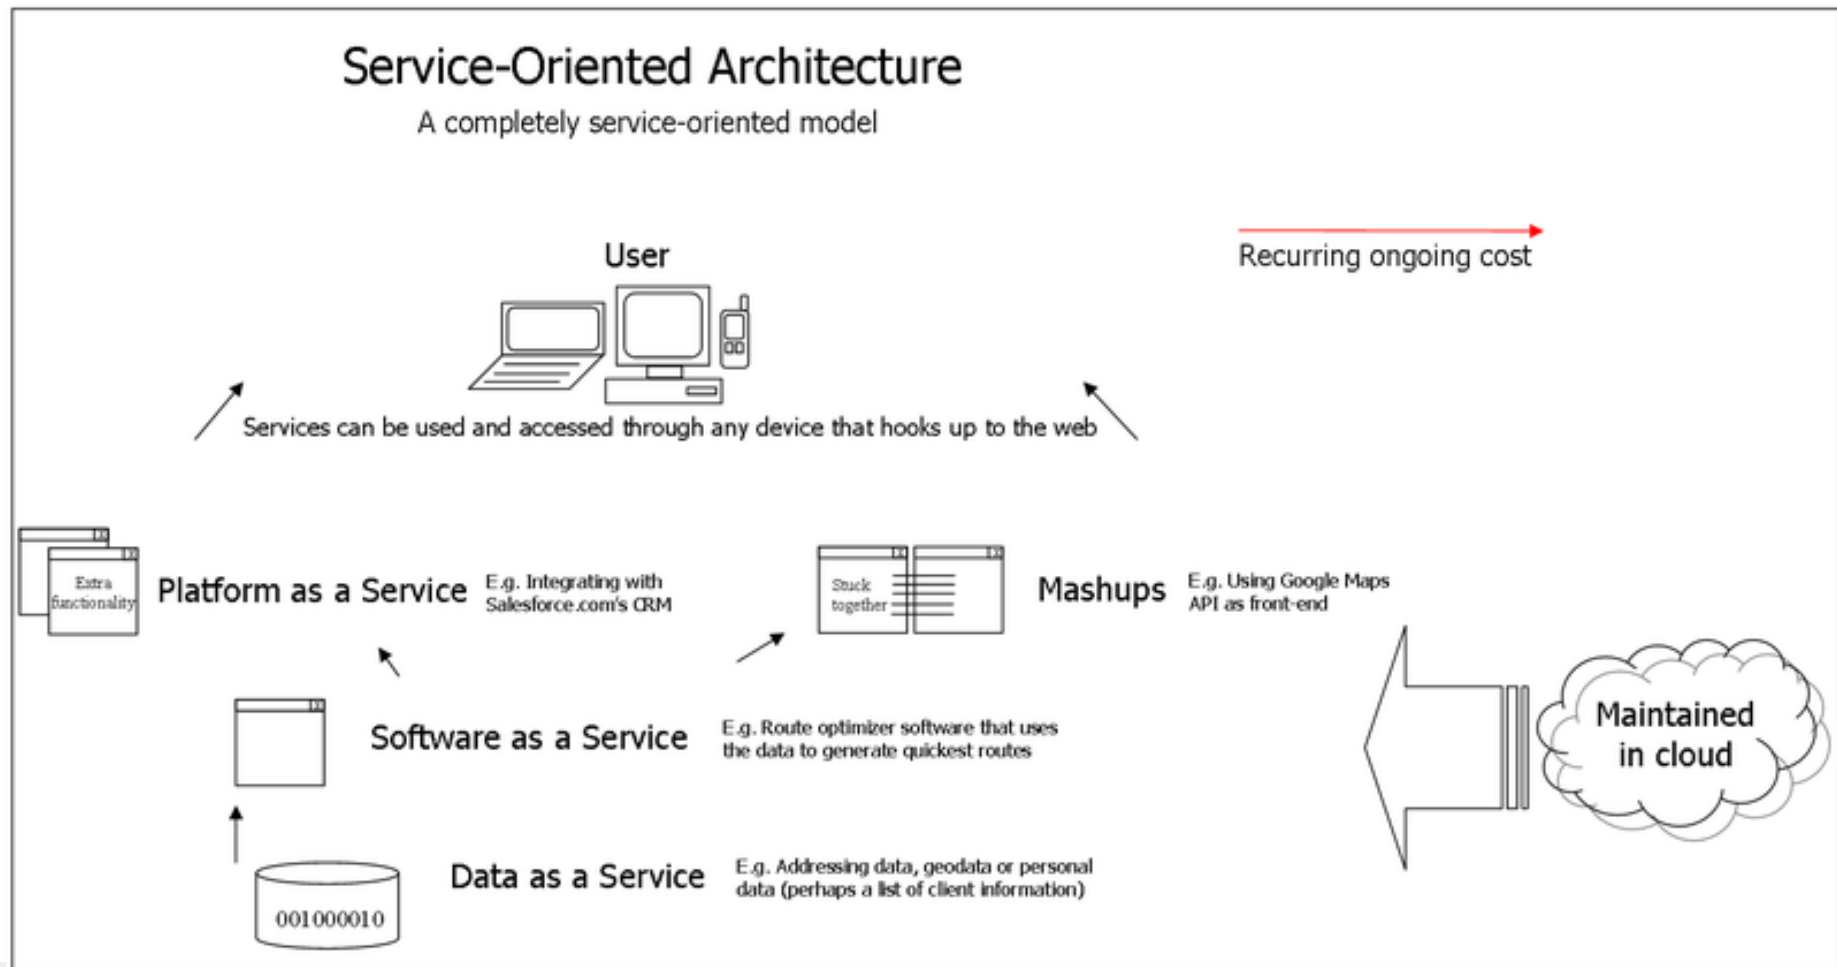 Service-Oriented Architecture
A completely service-oriented model
User
Recurring ongoing cost
Services can be used and accessed through any device that hooks up to the web
Extra
functionality
Platform as a Service
E.g. Integrating with
Salesforce.com's CRM
Stuck
together
Mashups
E.g. Using Google Maps
API as front-end
Software as a Service
E.g. Route optimizer software that uses
the data to generate quickest routes
Maintained
in cloud
001000010
Data as a Service
E.g. Addressing data, geodata or personal
data (perhaps a list of client information)